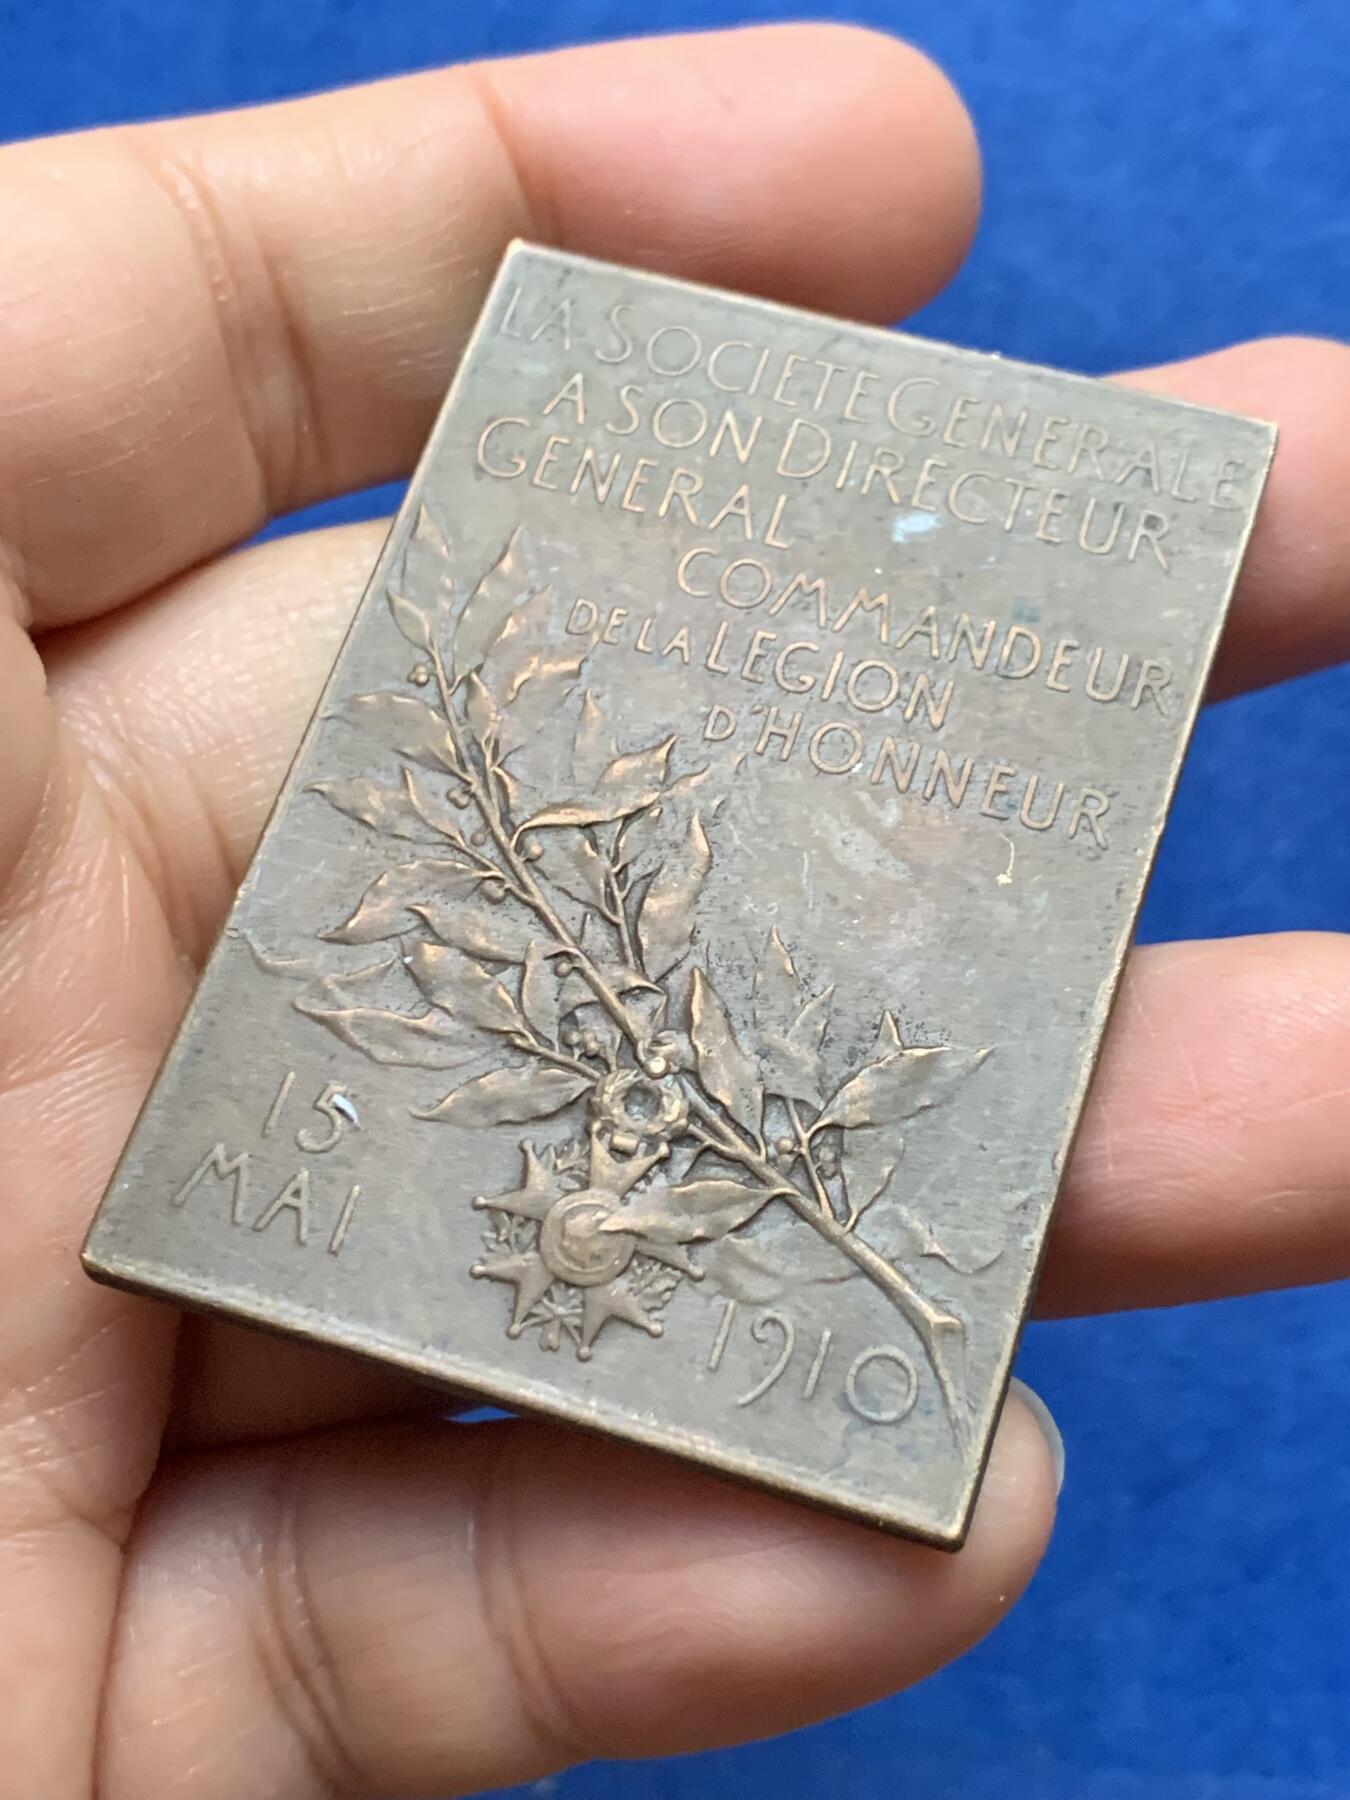 LA SOCIETE GENERALE
A SON DIRECTEUR
GENERAL
COMMANDEUR
DE LA LEGION
D'HONNEUR
15
MAI
1910